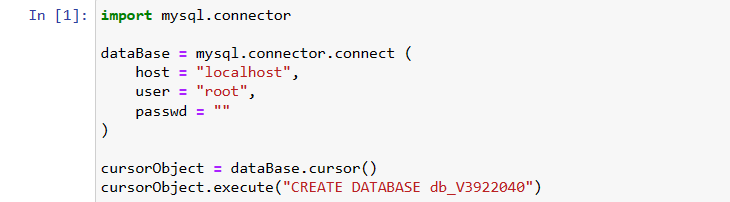 In [1]: import mysql.connector
dataBase = mysql.connector.connect (
host = "localhost",
user = "root",
passwd = ""
)
cursorObject = dataBase.cursor()
cursorObject.execute("CREATE DATABASE db_V3922040")